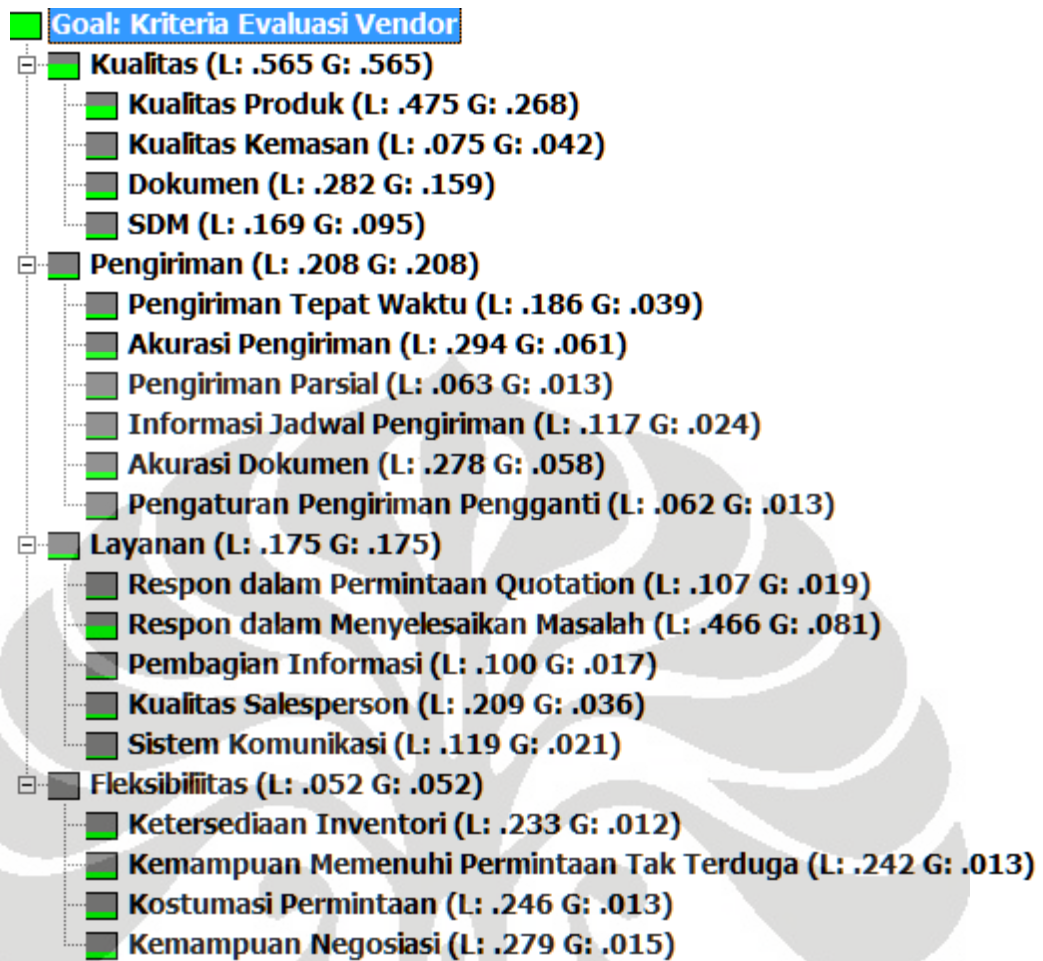 Goal: Kriteria Evaluasi Vendor
Kualitas (L: .565 G: .565)
Kualitas Produk (L: .475 G: .268)
Kualitas Kemasan (L: .075 G: .042)
Dokumen (L: .282 G: .159)
SDM (L: .169 G: .095)
Pengiriman (L: .208 G: .208)
Pengiriman Tepat Waktu (L: .186 G: .039)
Akurasi Pengiriman (L: .294 G: .061)
Pengiriman Parsial (L: .063 G: .013)
Informasi Jadwal Pengiriman (L: .117 G: .024)
Akurasi Dokumen (L: .278 G: .058)
Pengaturan Pengiriman Pengganti (L: .062 G: .013)
Layanan (L: .175 G: .175)
Respon dalam Permintaan Quotation (L: .107 G: .019)
Respon dalam Menyelesaikan Masalah (L: .466 G: .081)
Pembagian Informasi (L: .100 G: .017)
Kualitas Salesperson (L: .209 G: .036)
Sistem Komunikasi (L: .119 G: .021)
Fleksibiliitas (L: .052 G: .052)
Ketersediaan Inventori (L: .233 G: .012)
Kemampuan Memenuhi Permintaan Tak Terduga (L: .242 G: .013)
Kostumasi Permintaan (L: .246 G: .013)
Kemampuan Negosiasi (L: .279 G: .015)